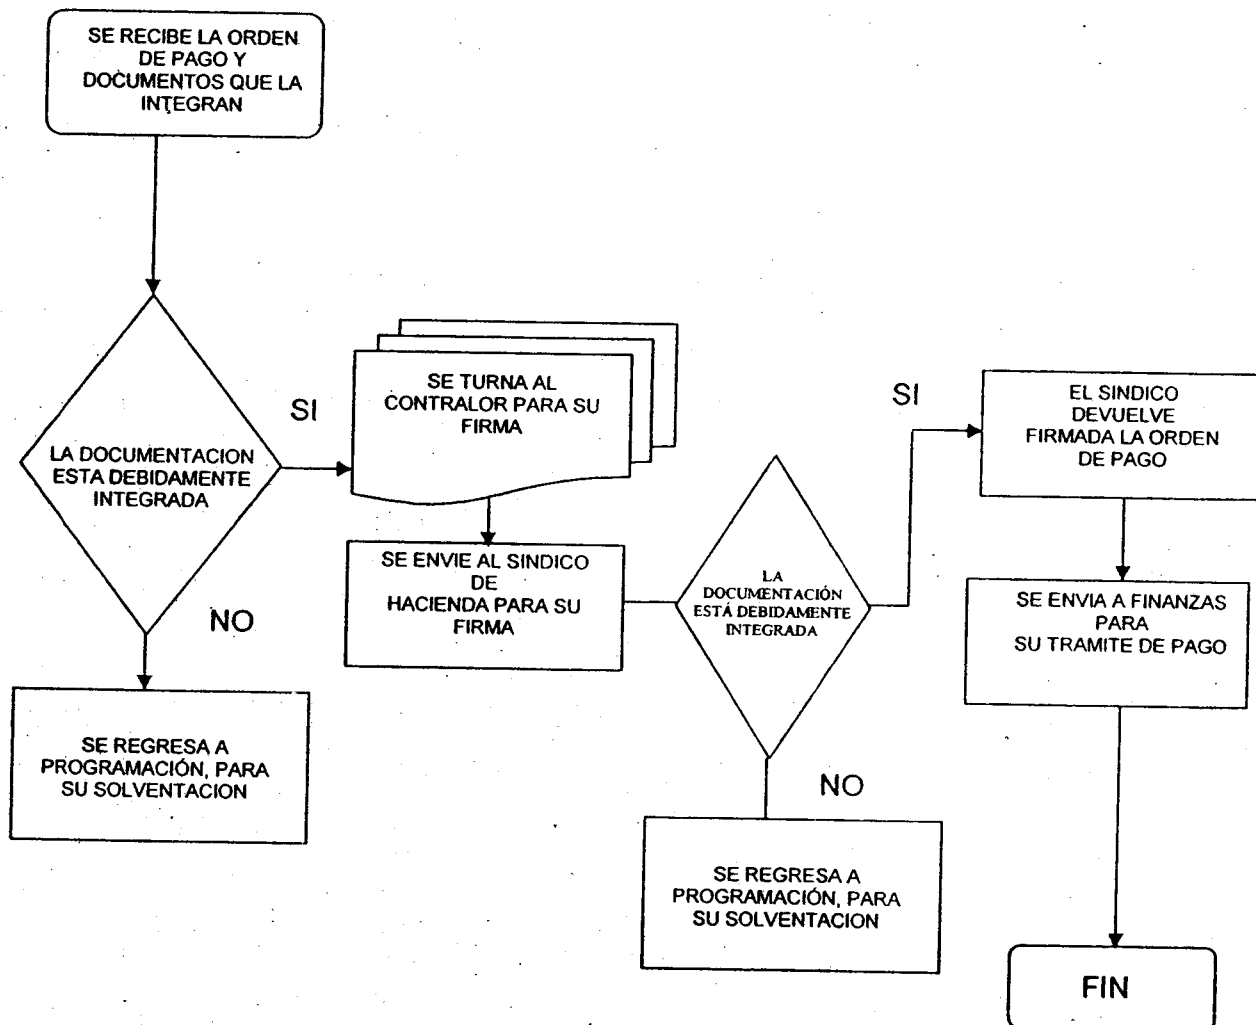 SE RECIBE LA ORDEN
DE PAGO Y
DOCUMENTOS QUE LA
INTEGRAN
LA DOCUMENTACION
ESTA DEBIDAMENTE
INTEGRADA
SI
NO
SE REGRESA A
PROGRAMACIÓN, PARA
SU SOLVENTACION
SE TURNA AL
CONTRALOR PARA SU
FIRMA
SE ENVIE AL SINDICO
DE
HACIENDA PARA SU
FIRMA
LA
DOCUMENTACIÓN
ESTÁ DEBIDAMENTE
INTEGRADA
SI
NO
SE REGRESA A
PROGRAMACIÓN, PARA
SU SOLVENTACION
EL SINDICO
DEVUELVE
FIRMADA LA ORDEN
DE PAGO
SE ENVIA A FINANZAS
PARA
SU TRAMITE DE PAGO
FIN